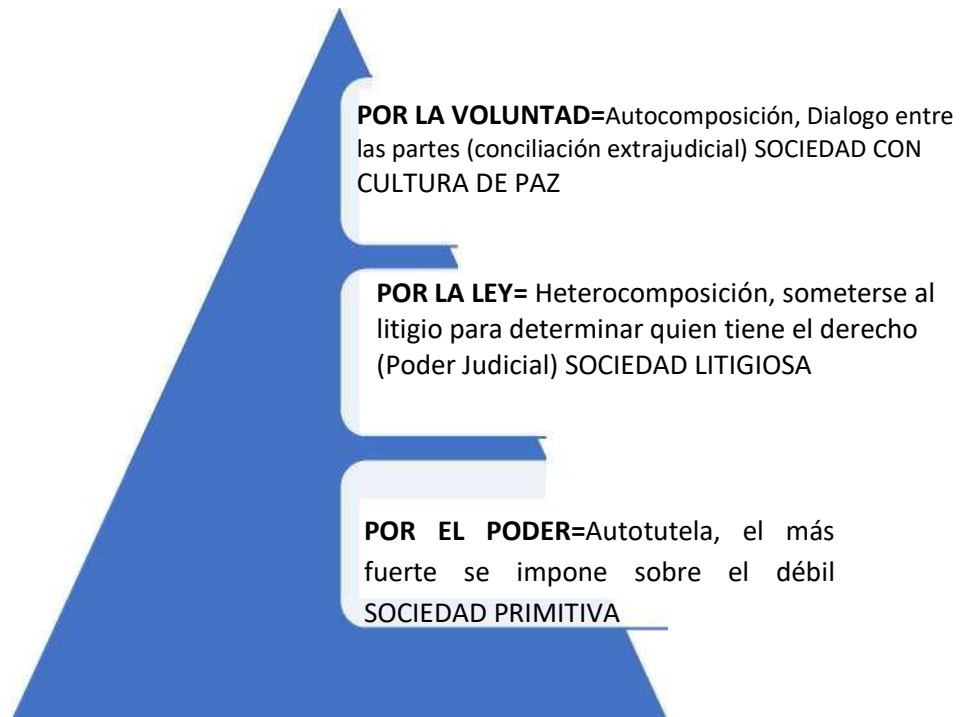 POR LA VOLUNTAD=Autocomposición, Dialogo entre
las partes (conciliación extrajudicial) SOCIEDAD CON
CULTURA DE PAZ
POR LA LEY= Heterocomposición, someterse al
litigio para determinar quien tiene el derecho
(Poder Judicial) SOCIEDAD LITIGIOSA
POR EL PODER=Autotutela, el más
fuerte se impone sobre el débil
SOCIEDAD PRIMITIVA